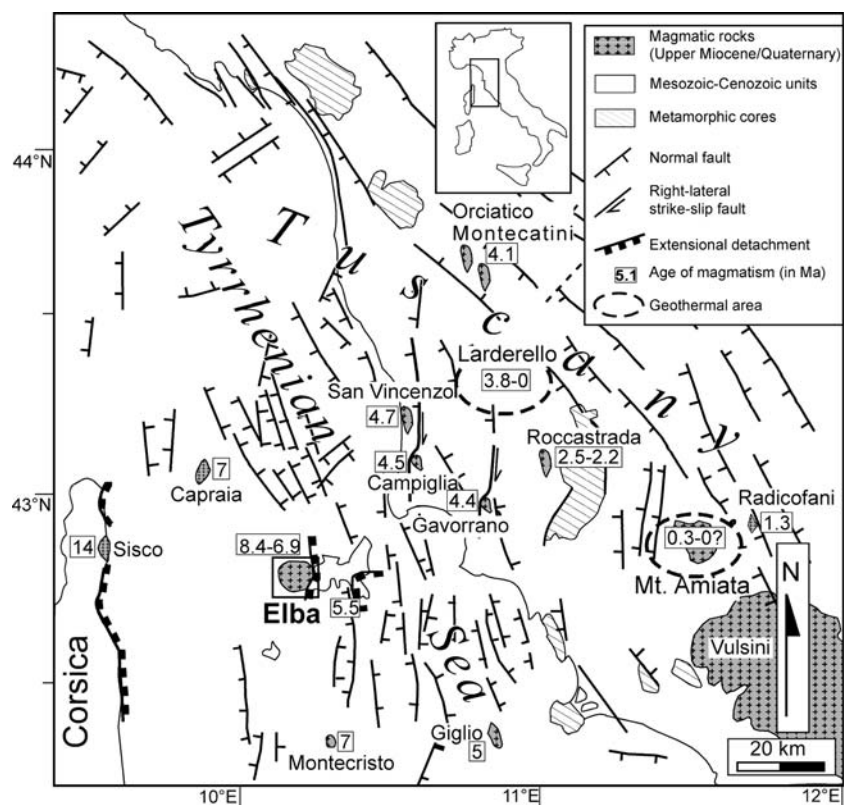 Magmatic rocks
(Upper Miocene/Quaternary)
Mesozoic-Cenozoic units
Metamorphic cores
Normal fault
Right-lateral
strike-slip fault
Extensional detachment
5.1 Age of magmatism (in Ma)
Geothermal area
44°N
43°N
10°E
11°E
12°E
Tuscany
Tyrrhenian
Sea
Orciatico
Montecatini
4.1
Larderello
3.8-0
San Vincenzo
4.7
4.5
Campiglia
4.4
Gavorrano
Roccastrada
2.5-2.2
7
Capraia
14 Sisco
8.4-6.9
Elba
5.5
Radicofani
1.3
0.3-0?
Mt. Amiata
N
Vulsini
Corsica
7
Montecristo
Giglio
5
20 km